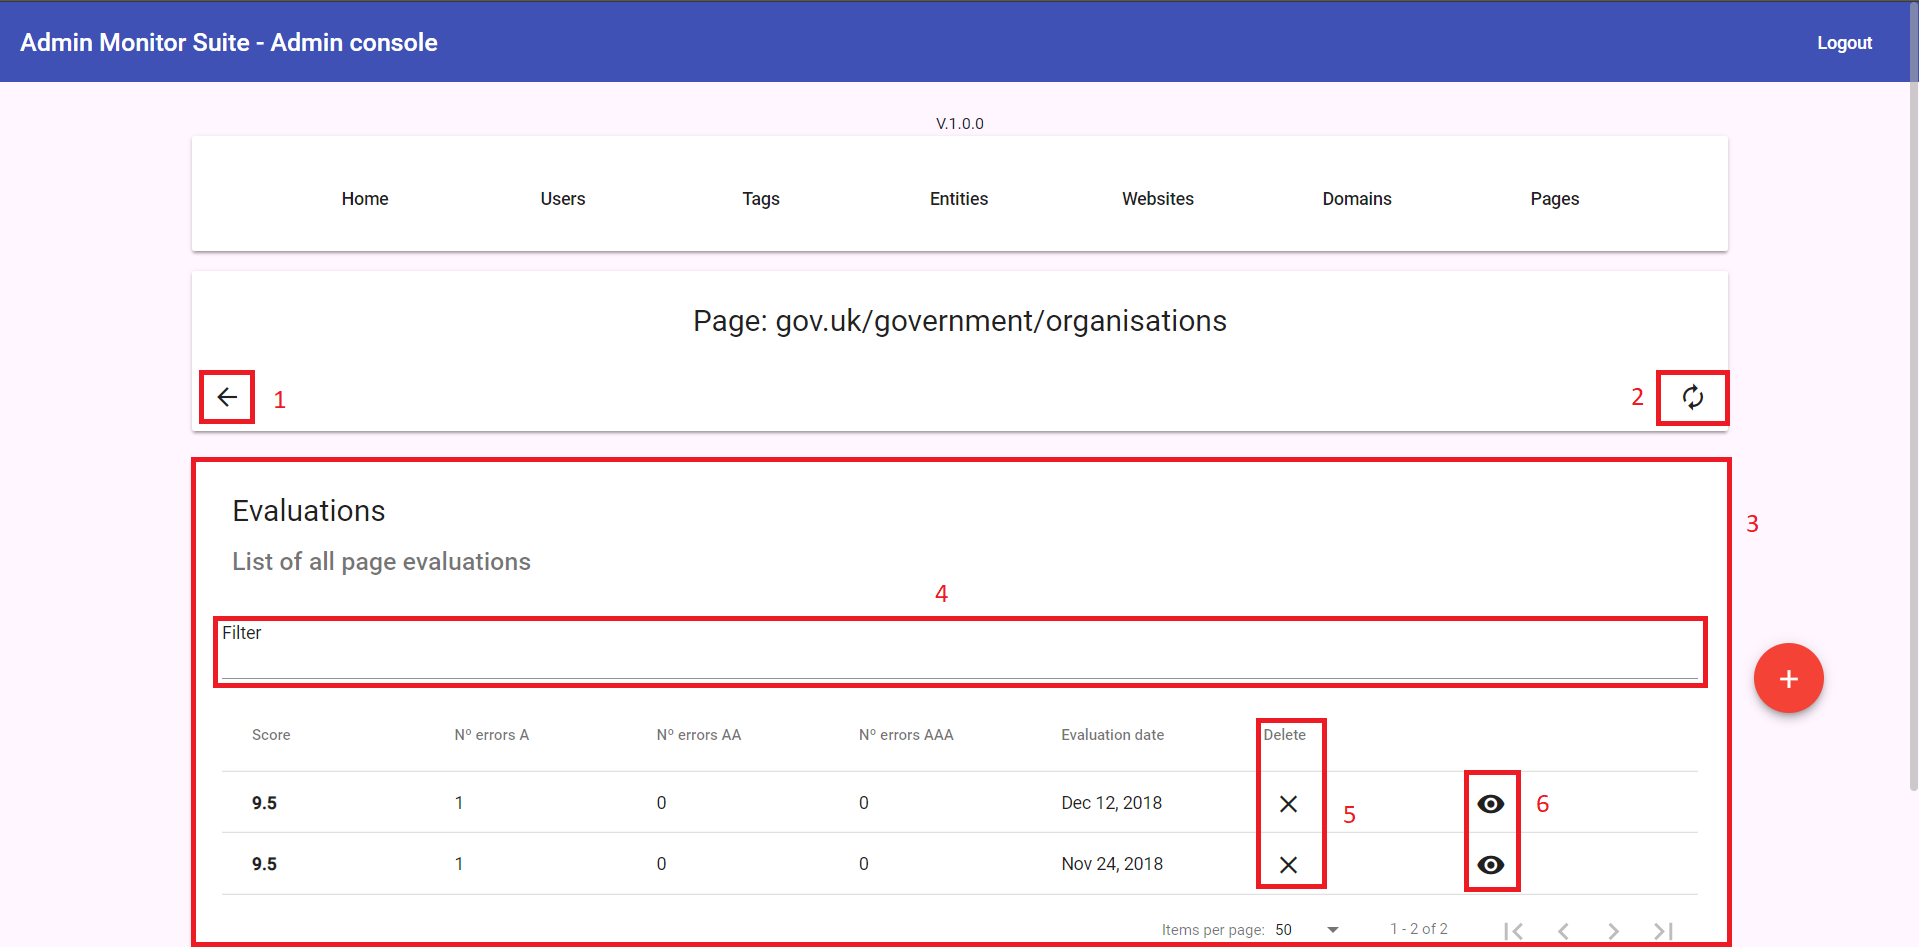 Admin Monitor Suite - Admin console Logout
V.1.0.0
Home Users Tags Entities Websites Domains Pages
Page: gov.uk/government/organisations
1 2
Evaluations
3
List of all page evaluations
4
Filter
+
Score Nº errors A Nº errors AA Nº errors AAA Evaluation date Delete
9.5 1 0 0 Dec 12, 2018 6
5
9.5 1 0 0 Nov 24, 2018
Items per page: 50 1 - 2 of 2